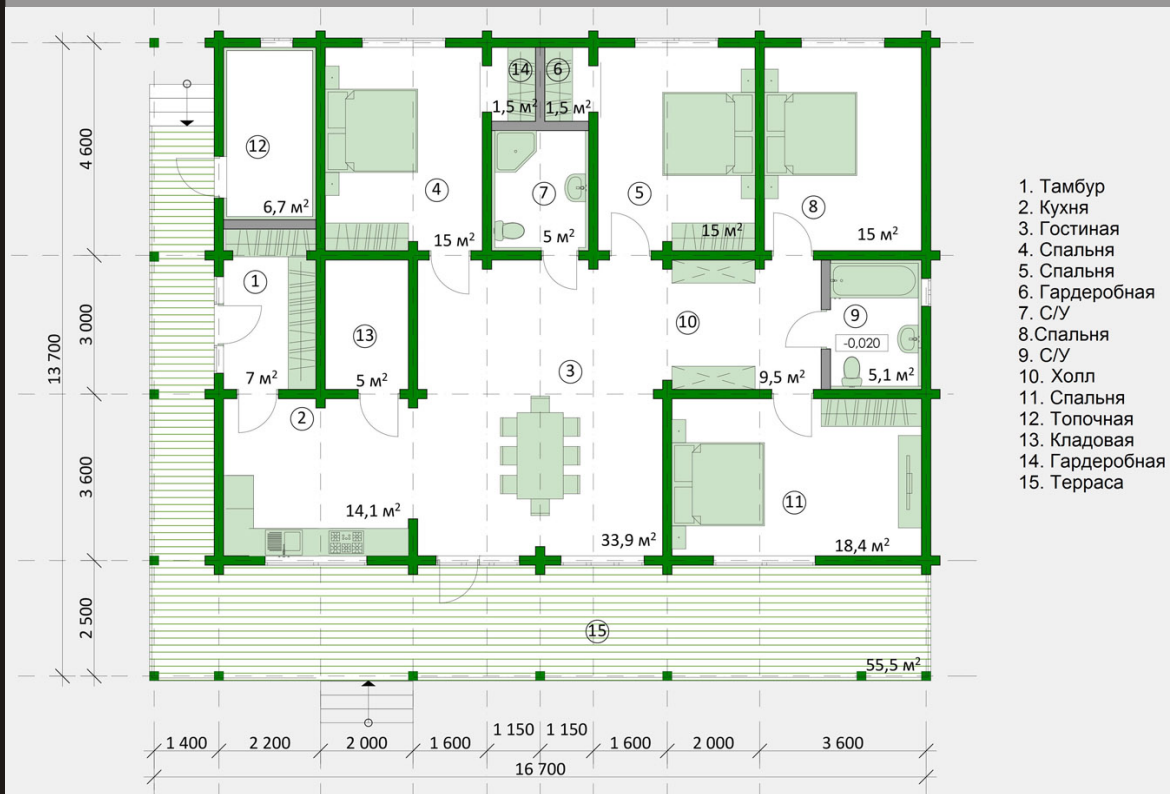 14
6
1,5 м²
1,5 м²
12
4
7
5
8
6,7 м²
15 м²
5 м²
15 м²
15 м²
1
13
10
9
-0,020
3
7 м²
5 м²
9,5 м²
5,1 м²
2
14,1 м²
11
33,9 м²
18,4 м²
15
55,5 м²
4 600
3 000
13 700
3 600
2 500
1 150
1 150
1 400
2 200
2 000
1 600
1 600
2 000
3 600
16 700
1. Тамбур
2. Кухня
3. Гостиная
4. Спальня
5. Спальня
6. Гардеробная
7. С/У
8.Спальня
9. С/У
10. Холл
11. Спальня
12. Топочная
13. Кладовая
14. Гардеробная
15. Терраса